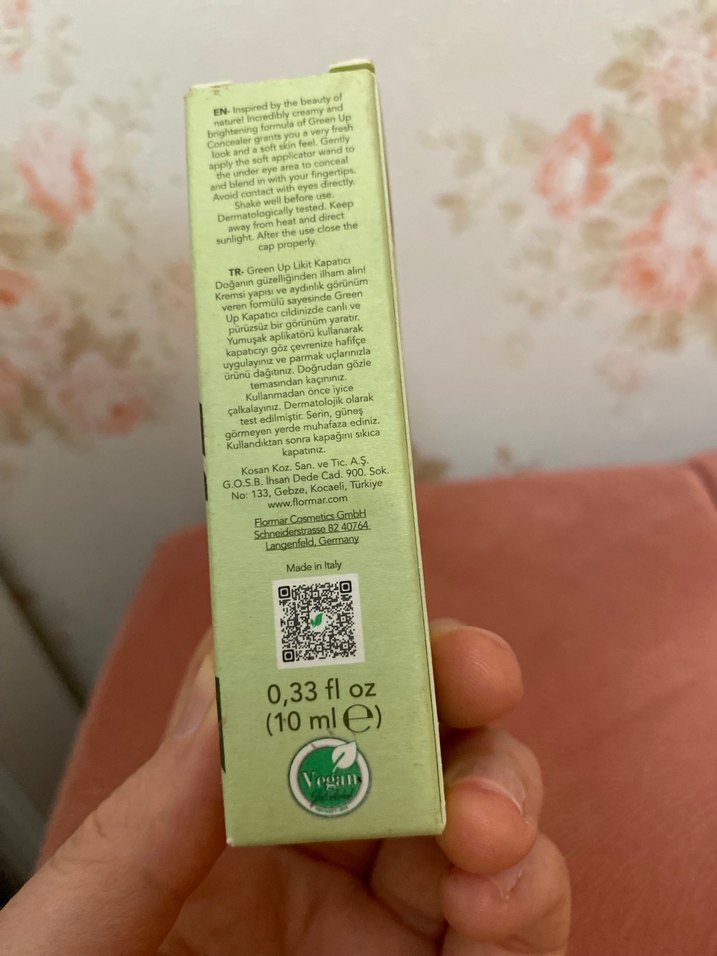 EN- Inspired by the beauty of
nature! Incredibly creamy and
brightening formula of Green Up
Concealer grants you a very fresh
look and a soft skin feel. Gently
apply the soft applicator wand to
the under eye area to conceal
and blend in with your fingertips.
Avoid contact with eyes directly.
Shake well before use.
Dermatologically tested. Keep
away from heat and direct
sunlight. After the use close the
cap properly.
TR- Green Up Likit Kapatıcı
Doğanın güzelliğinden ilham alın!
Kremsi yapısı ve aydınlık görünüm
veren formülü sayesinde Green
Up Kapatıcı cildinizde canlı ve
pürüzsüz bir görünüm yaratır.
Yumuşak aplikatörü kullanarak
kapatıcıyı göz çevrenize hafifçe
uygulayınız ve parmak uçlarınızla
ürünü dağıtınız. Doğrudan gözle
temasından kaçınınız.
Kullanmadan önce iyice
çalkalayınız. Dermatolojik olarak
test edilmiştir. Serin, güneş
görmeyen yerde muhafaza ediniz.
Kullandıktan sonra kapağını sıkıca
kapatınız.
Kosan Koz. San. ve Tic. A.Ş.
G.O.S.B. İhsan Dede Cad. 900. Sok.
No: 133, Gebze, Kocaeli, Türkiye
www.flormar.com
Flormar Cosmetics GmbH
Schneiderstrasse 82 40764
Langenfeld, Germany
Made in Italy
0,33 fl oz
(10 ml ℮)
Vegan